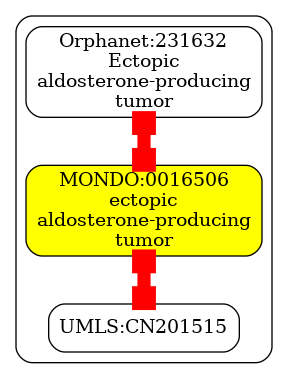 Orphanet:231632
Ectopic
aldosterone-producing
tumor
MONDO:0016506
ectopic
aldosterone-producing
tumor
UMLS:CN201515